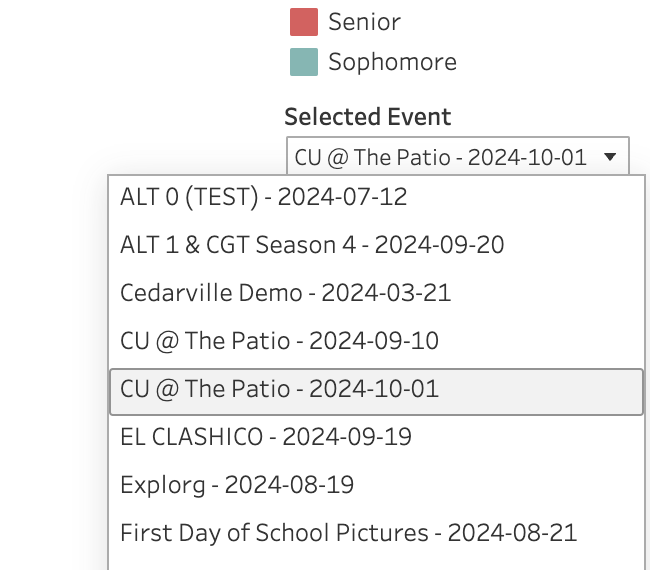 Senior
Sophomore
Selected Event
CU @ The Patio - 2024-10-01
ALT 0 (TEST) - 2024-07-12
ALT 1 & CGT Season 4 - 2024-09-20
Cedarville Demo - 2024-03-21
CU @ The Patio - 2024-09-10
CU @ The Patio - 2024-10-01
EL CLASHICO - 2024-09-19
Explorg - 2024-08-19
First Day of School Pictures - 2024-08-21